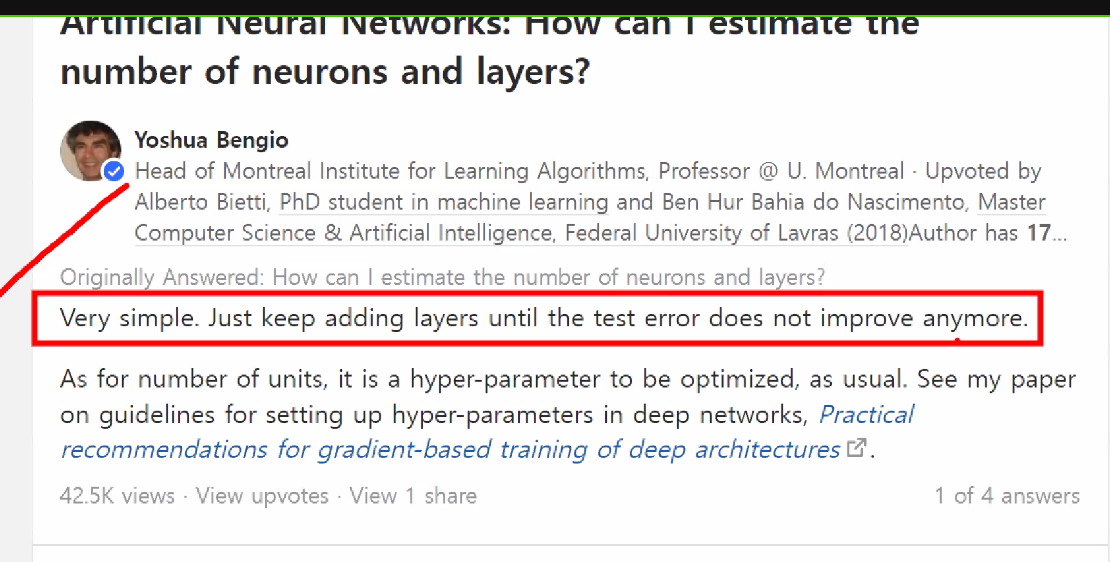 Artificial Neural Networks: How can I estimate the
number of neurons and layers?
Yoshua Bengio
Head of Montreal Institute for Learning Algorithms, Professor @ U. Montreal · Upvoted by
Alberto Bietti, PhD student in machine learning and Ben Hur Bahia do Nascimento, Master
Computer Science & Artificial Intelligence, Federal University of Lavras (2018)Author has 17...
Originally Answered: How can I estimate the number of neurons and layers?
Very simple. Just keep adding layers until the test error does not improve anymore.
As for number of units, it is a hyper-parameter to be optimized, as usual. See my paper
on guidelines for setting up hyper-parameters in deep networks, Practical
recommendations for gradient-based training of deep architectures.
42.5K views · View upvotes · View 1 share
1 of 4 answers